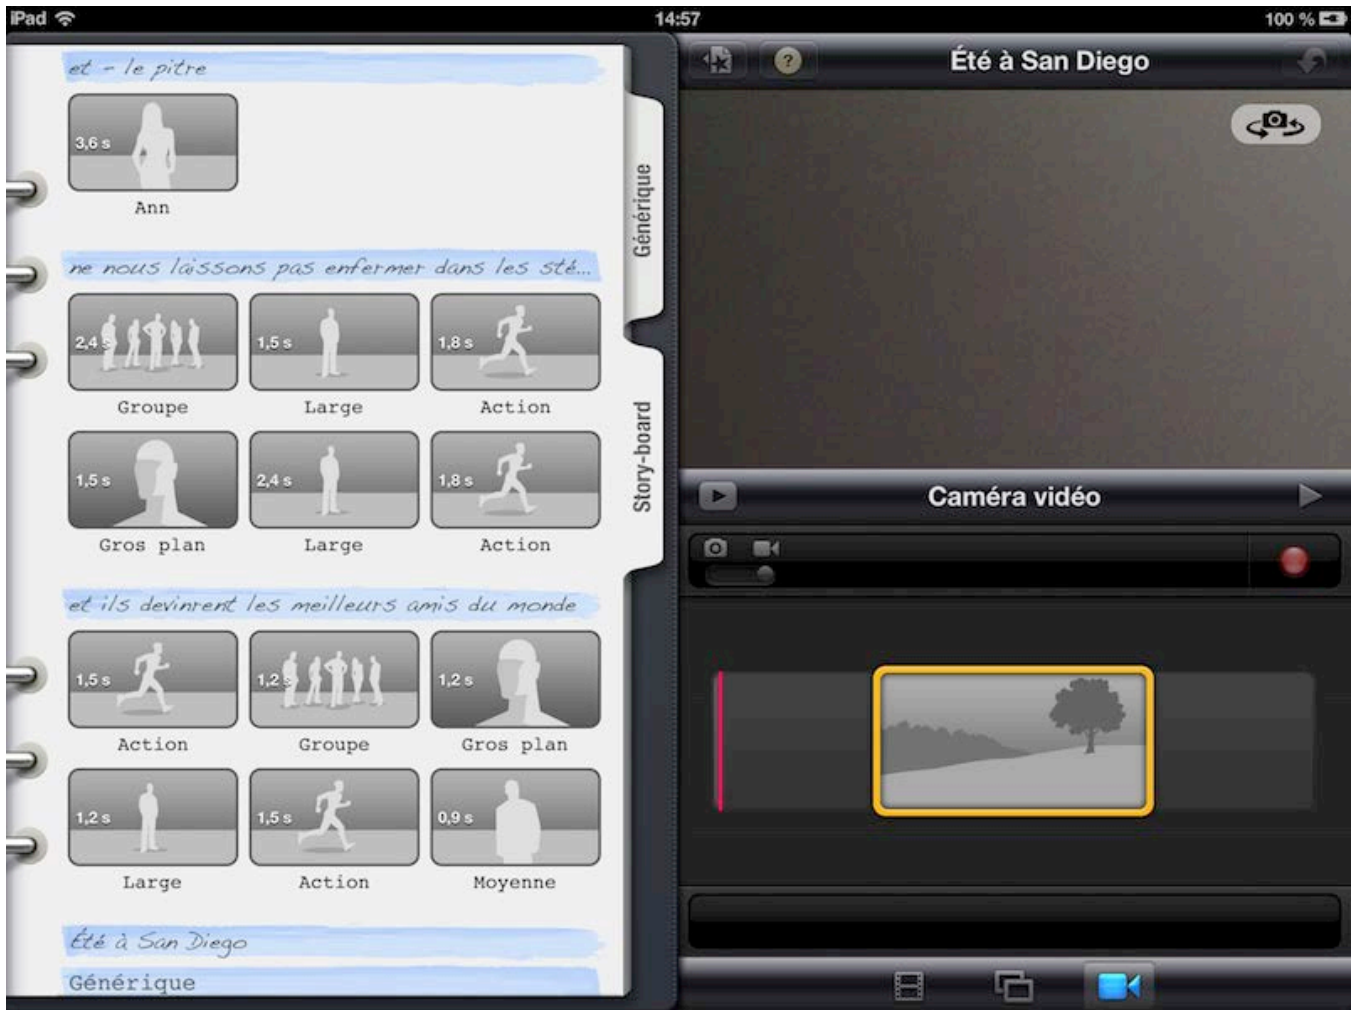 iPad 14:57 100 %
et - le pitre
3,6 s
Ann
ne nous laissons pas enfermer dans les sté...
2,4 s 1,5 s 1,8 s
Groupe Large Action
1,5 s 2,4 s 1,8 s
Gros plan Large Action
et ils devinrent les meilleurs amis du monde
1,5 s 1,2 s 1,2 s
Action Groupe Gros plan
1,2 s 1,5 s 0,9 s
Large Action Moyenne
Été à San Diego
Générique
Générique
Story-board
?
Été à San Diego
Caméra vidéo